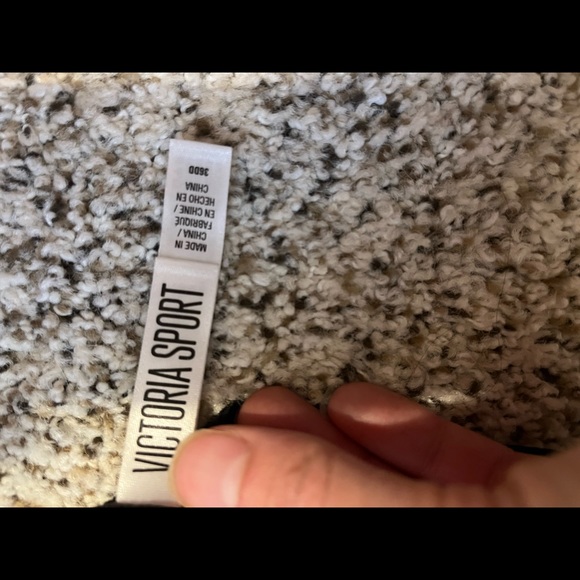 VICTORIA SPORT
MADE IN
CHINA /
FABRIQUÉ
EN CHINE /
HECHO EN
CHINA
36DD